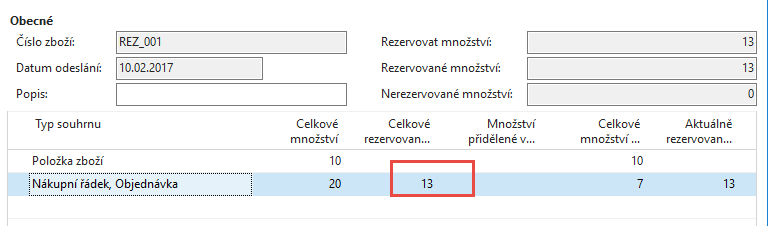 Obecné
Číslo zboží: REZ_001 Rezervovat množství: 13
Datum odeslání: 10.02.2017 Rezervované množství: 13
Popis: Nerezervované množství: 0
Typ souhrnu Celkové množství Celkové rezervovan... Množství přidělené v... Celkové množství ... Aktuálně rezervovan...
Položka zboží 10 10
Nákupní řádek, Objednávka 20 13 7 13